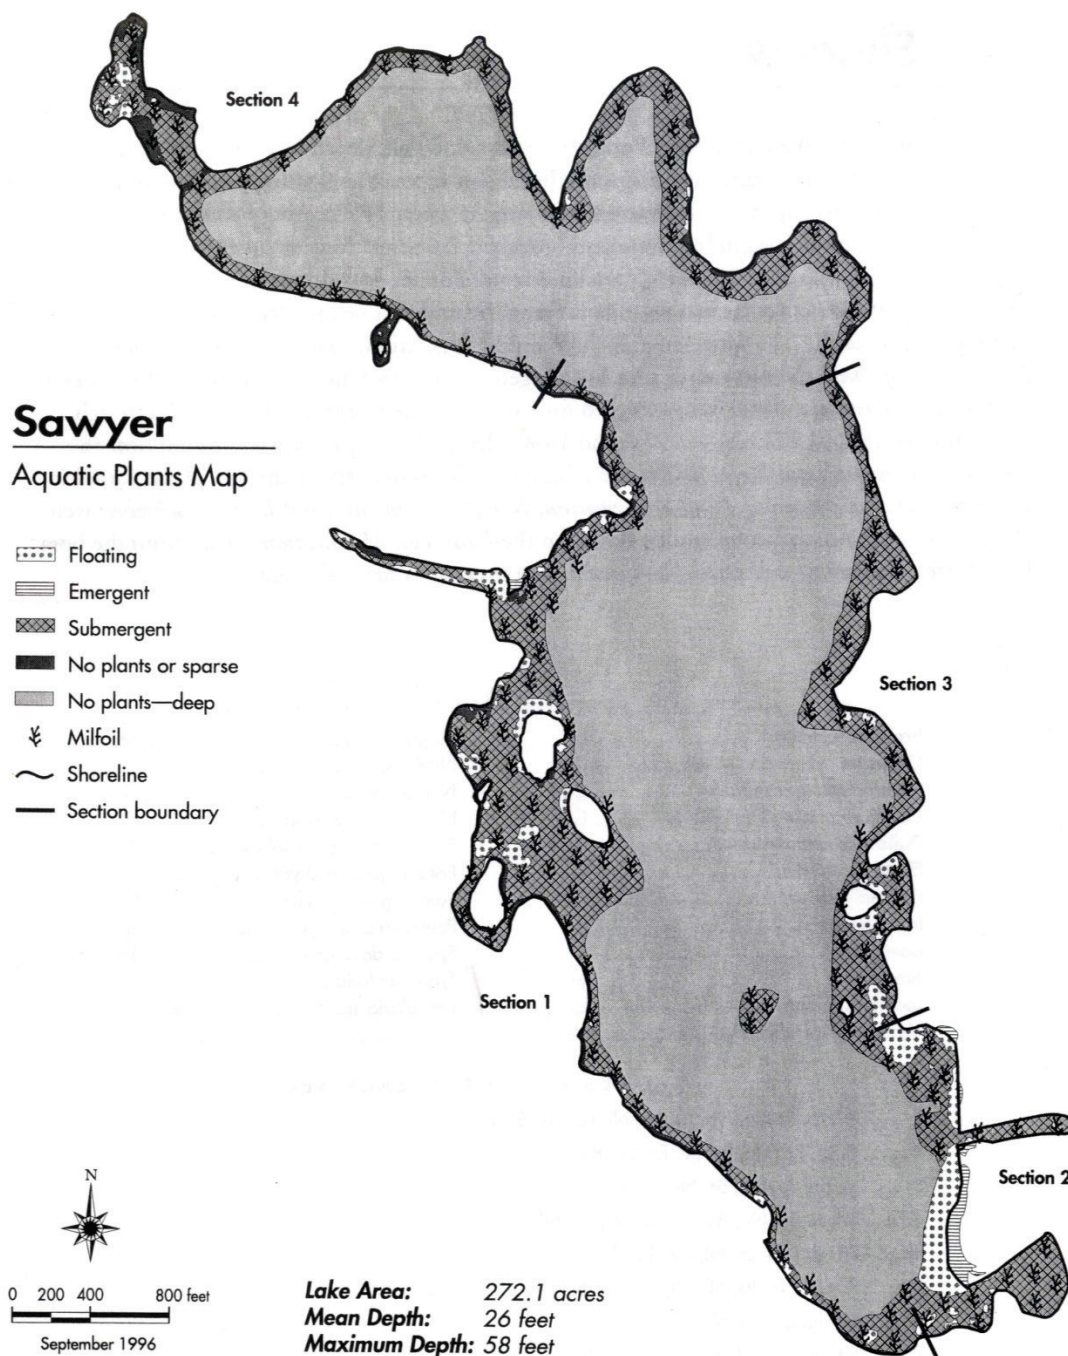 Section 4
Sawyer
Aquatic Plants Map
Floating
Emergent
Submergent
No plants or sparse
No plants—deep
Milfoil
Shoreline
Section boundary
Section 3
Section 1
Section 2
N
0 200 400 800 feet
September 1996
Lake Area: 272.1 acres
Mean Depth: 26 feet
Maximum Depth: 58 feet